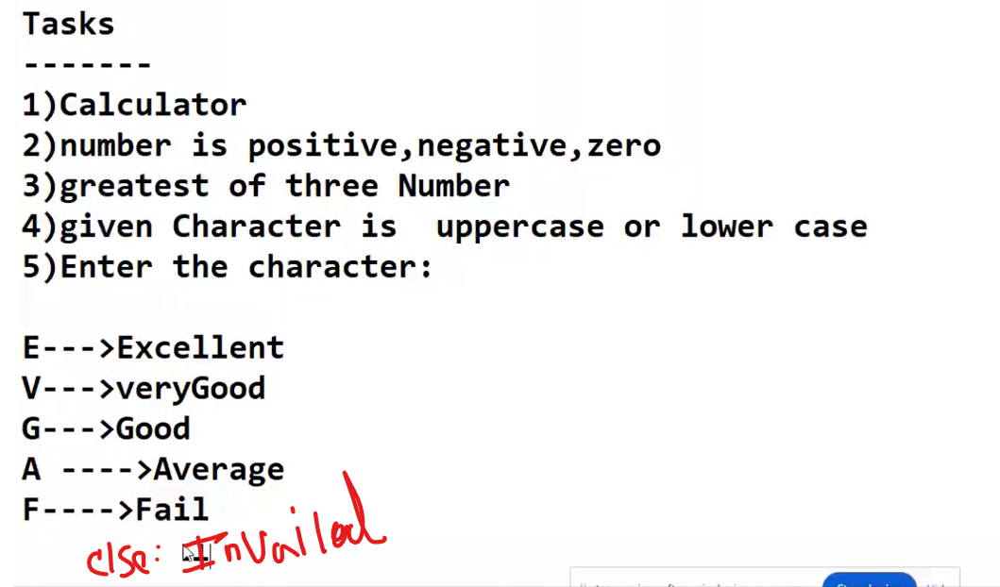 Tasks
-------
1)Calculator
2)number is positive,negative,zero
3)greatest of three Number
4)given Character is  uppercase or lower case
5)Enter the character:
E--->Excellent
V--->veryGood
G--->Good
A ---->Average
F---->Fail
else: Invailed